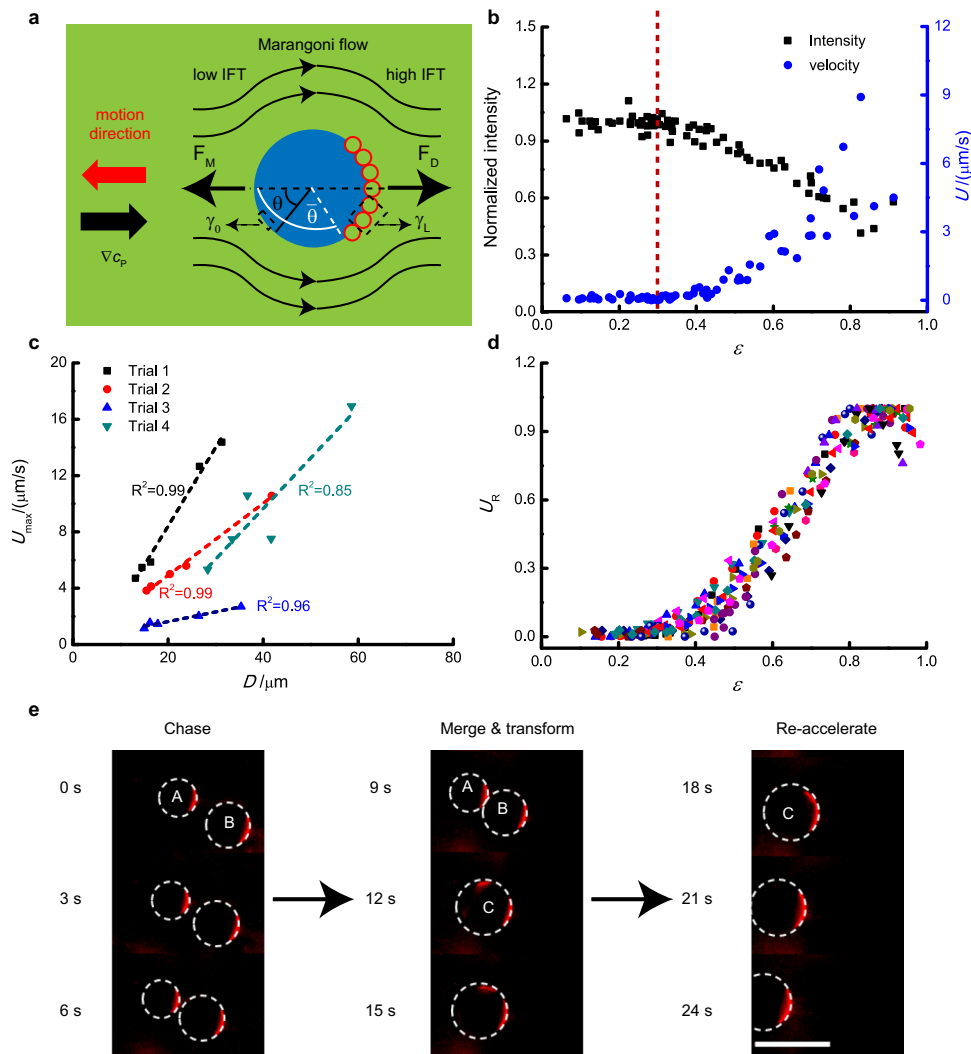 a
Marangoni flow
low IFT
high IFT
motion
direction
F_M
F_D
θ
θ̅
γ₀
γ_L
∇c_P
b
Intensity
velocity
1.5
1.2
0.9
0.6
0.3
0.0
Normalized intensity
12
9
6
3
0
U/(μm/s)
0.0 0.2 0.4 0.6 0.8 1.0
ε
c
Trial 1
Trial 2
Trial 3
Trial 4
20
16
12
8
4
0
U_max/(μm/s)
R²=0.99
R²=0.85
R²=0.99
R²=0.96
0 20 40 60 80
D /μm
d
1.2
0.9
0.6
0.3
0.0
U_R
0.0 0.2 0.4 0.6 0.8 1.0
ε
e
Chase
Merge & transform
Re-accelerate
0 s
A
B
3 s
6 s
9 s
A
B
12 s
C
15 s
18 s
C
21 s
24 s